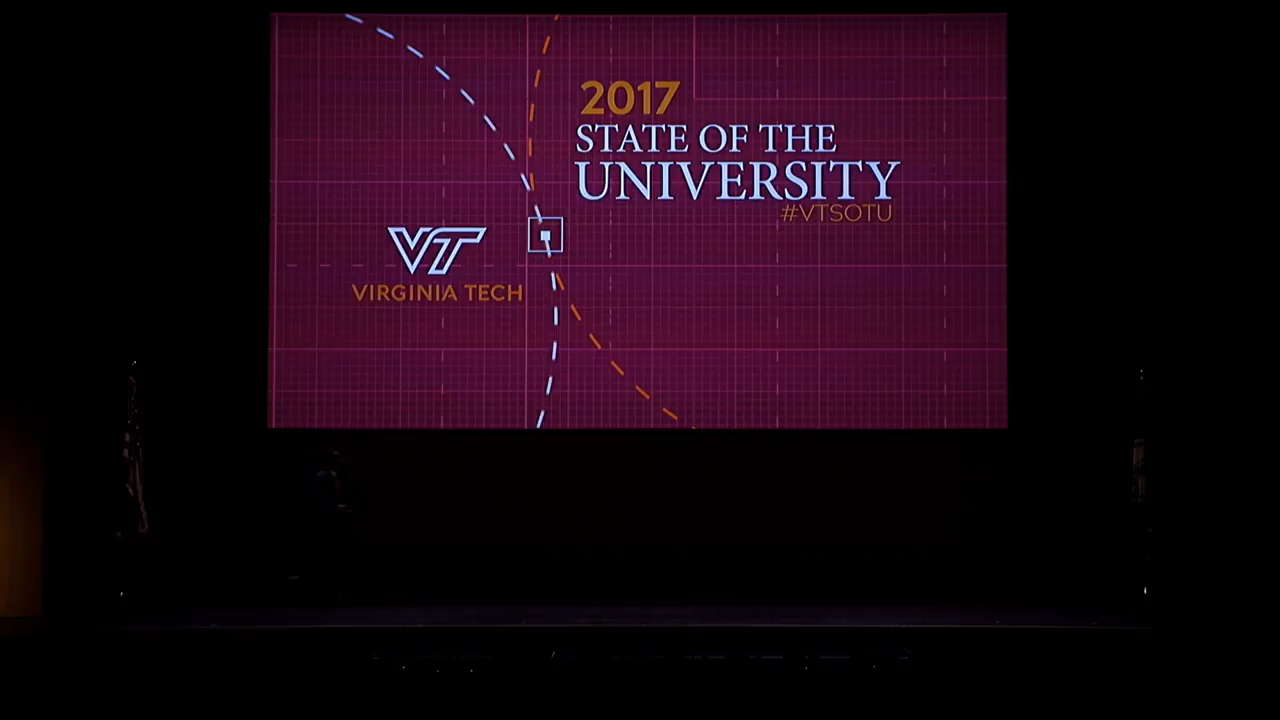 2017
STATE OF THE
UNIVERSITY
#VTSOTU
VT
VIRGINIA TECH